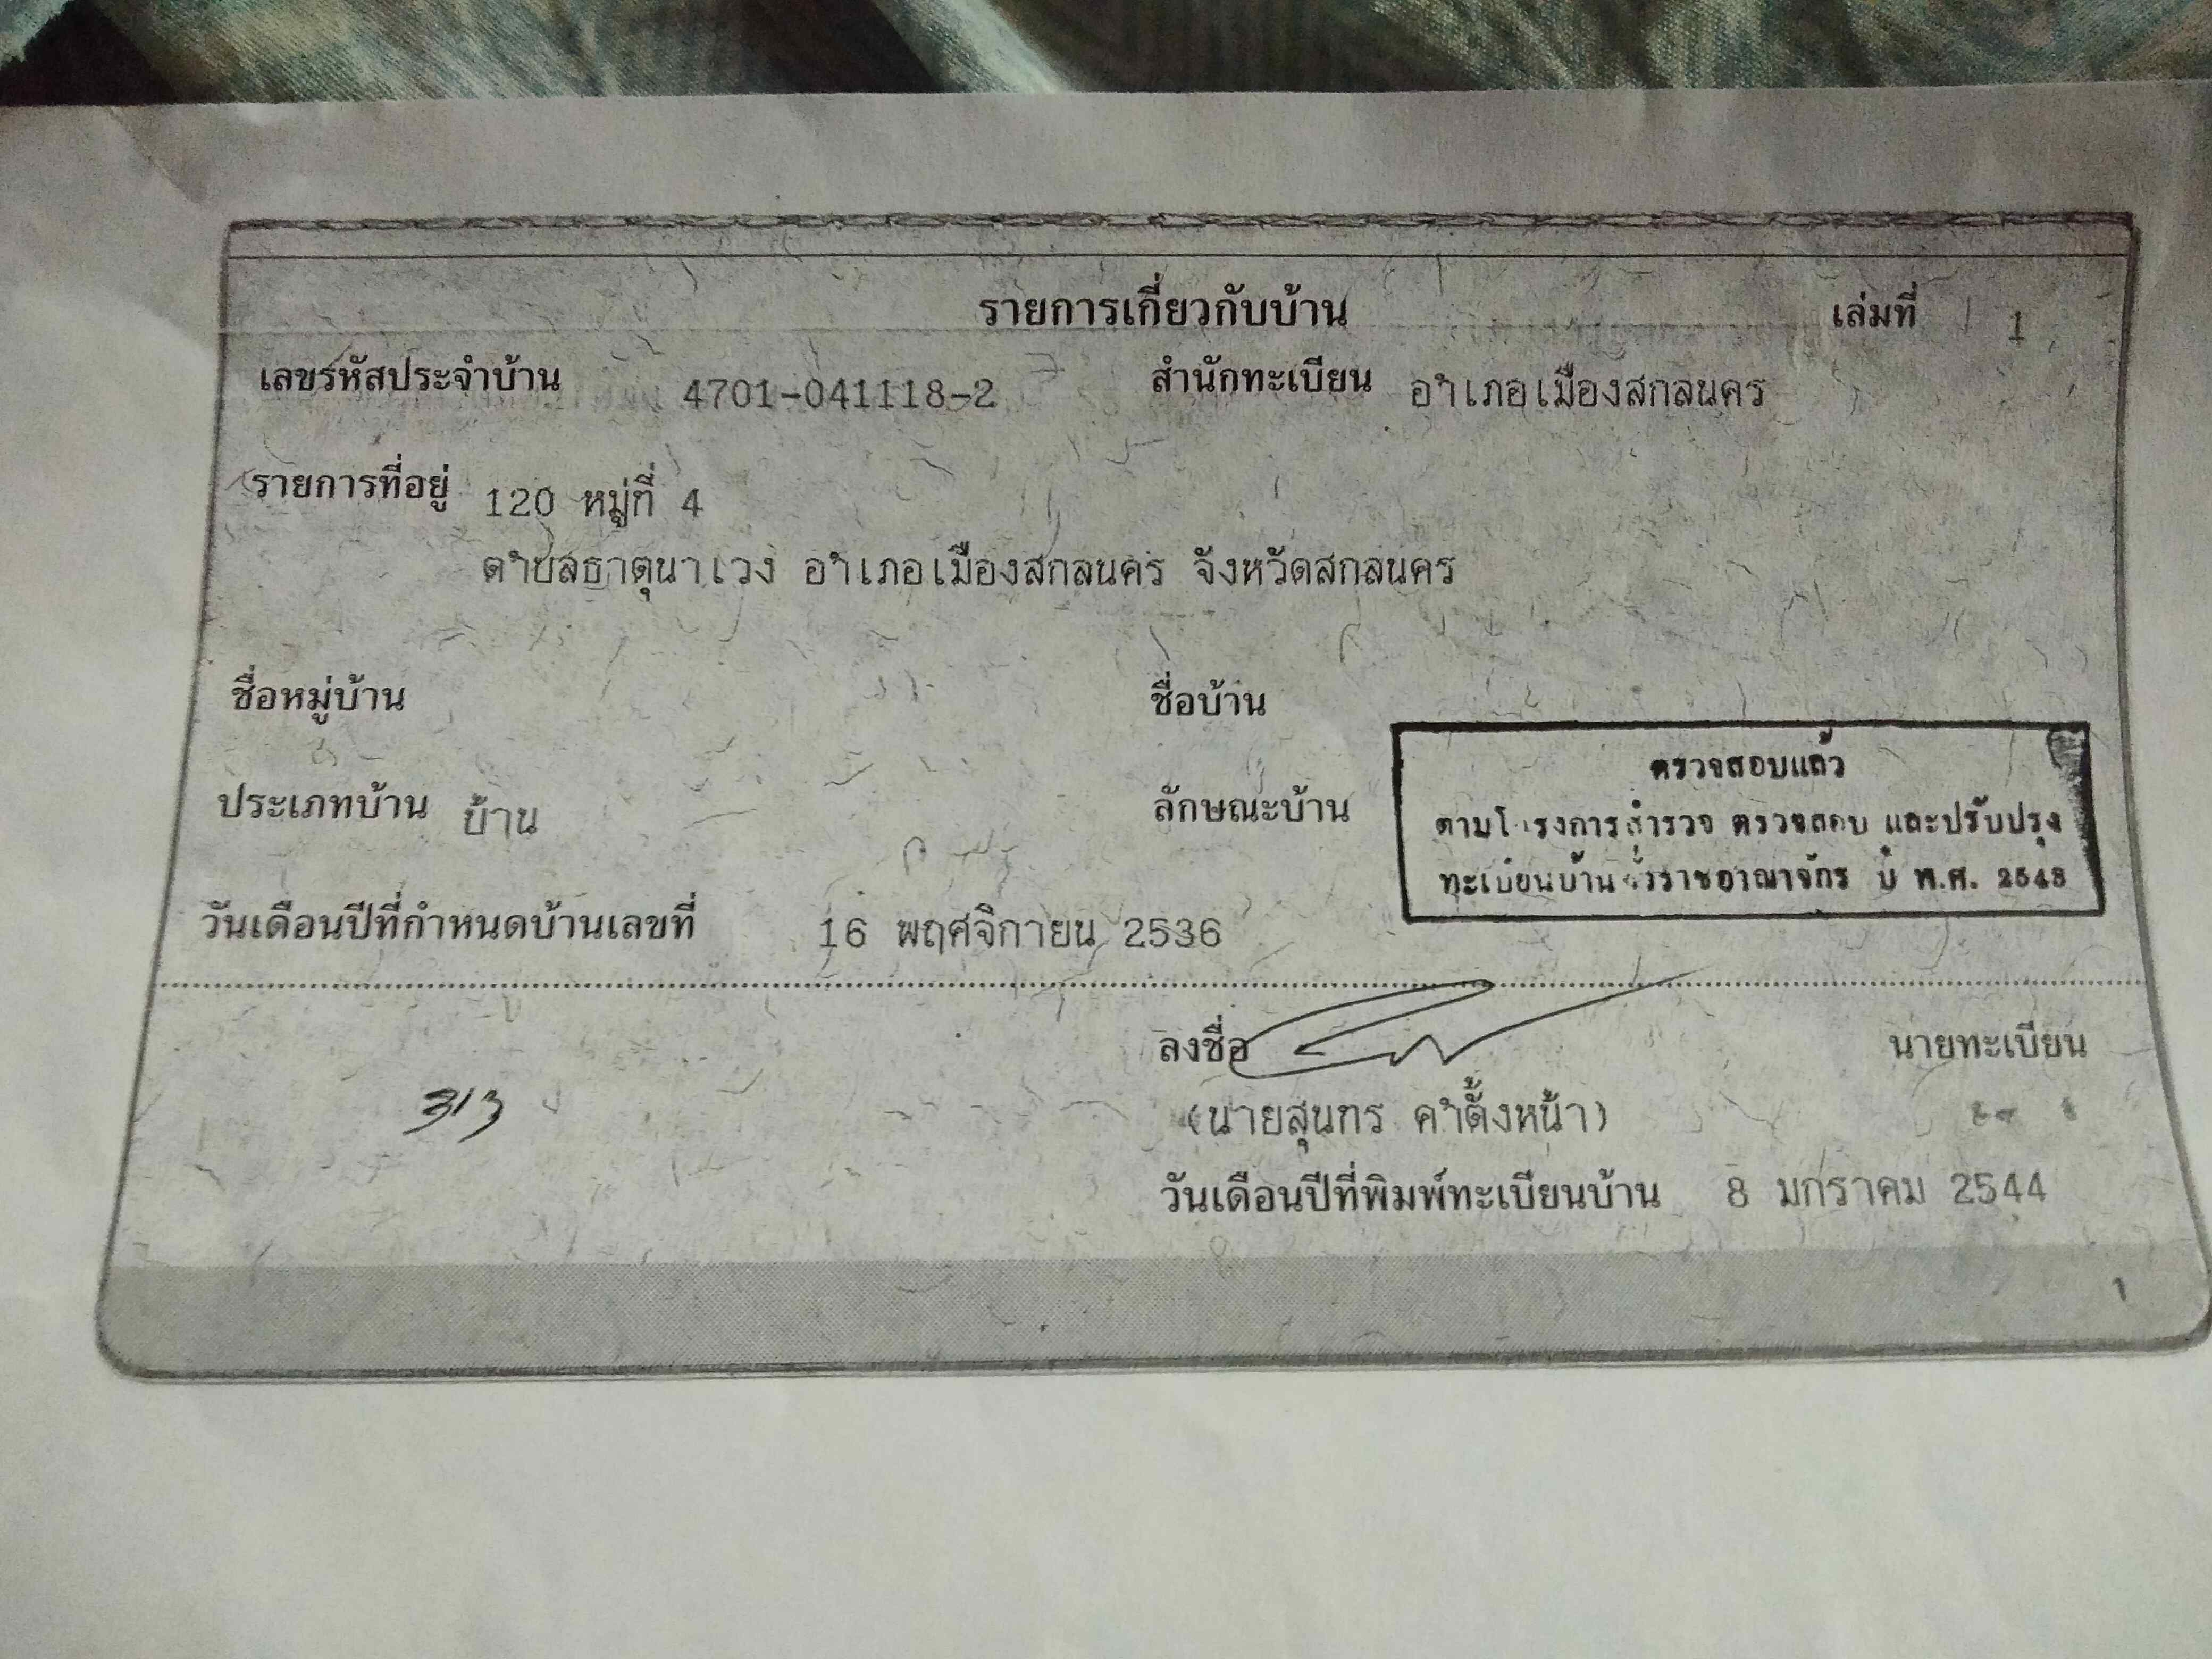 รายการเกี่ยวกับบ้าน เล่มที่ 1
เลขรหัสประจำบ้าน 4701-041118-2 สำนักทะเบียน อำเภอเมืองสกลนคร
รายการที่อยู่ 120 หมู่ที่ 4
ตำบลธาตุนาเวง อำเภอเมืองสกลนคร จังหวัดสกลนคร
ชื่อหมู่บ้าน ชื่อบ้าน
ประเภทบ้าน บ้าน ลักษณะบ้าน
ตรวจสอบแล้ว
ตามโครงการสำรวจ ตรวจสอบ และปรับปรุง
ทะเบียนบ้านทั่วราชอาณาจักร ปี พ.ศ. 2543
วันเดือนปีที่กำหนดบ้านเลขที่ 16 พฤศจิกายน 2536
ลงชื่อ นายทะเบียน
313
(นายสุนทร คำตั้งหน้า)
วันเดือนปีที่พิมพ์ทะเบียนบ้าน 8 มกราคม 2544
1